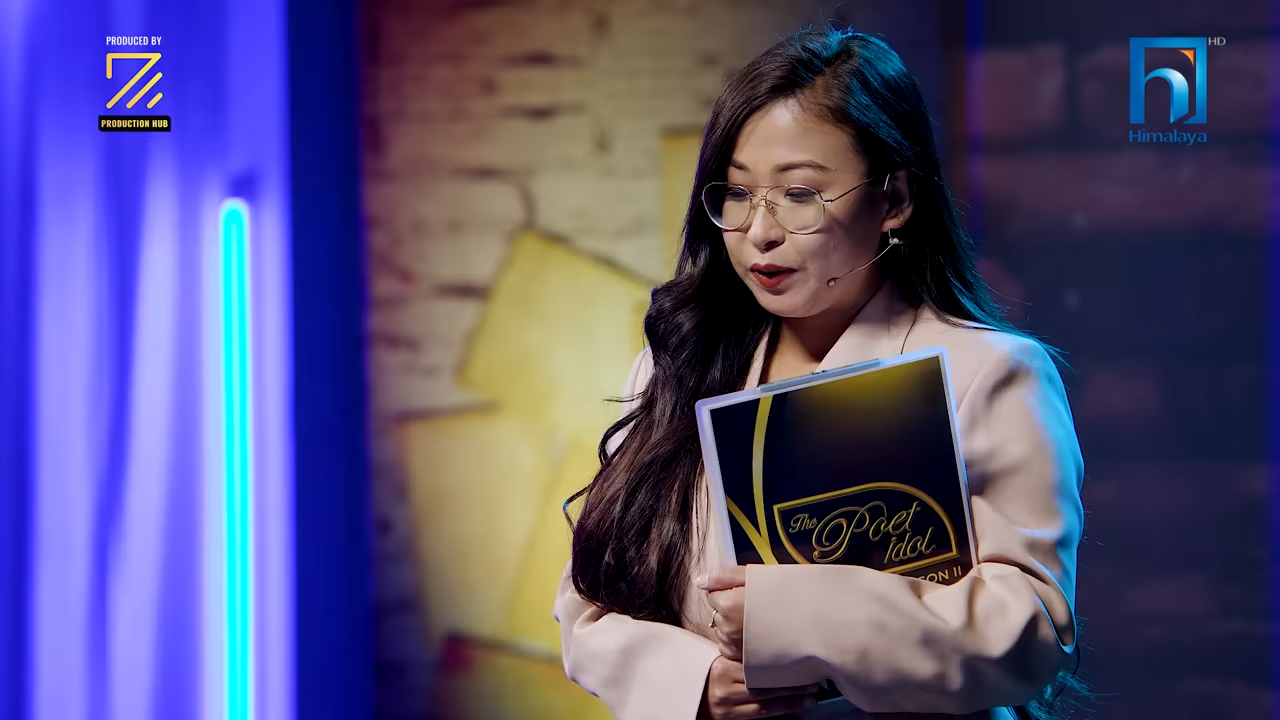 PRODUCED BY
PRODUCTION HUB
HD
Himalaya
The Poet
idol
SON II